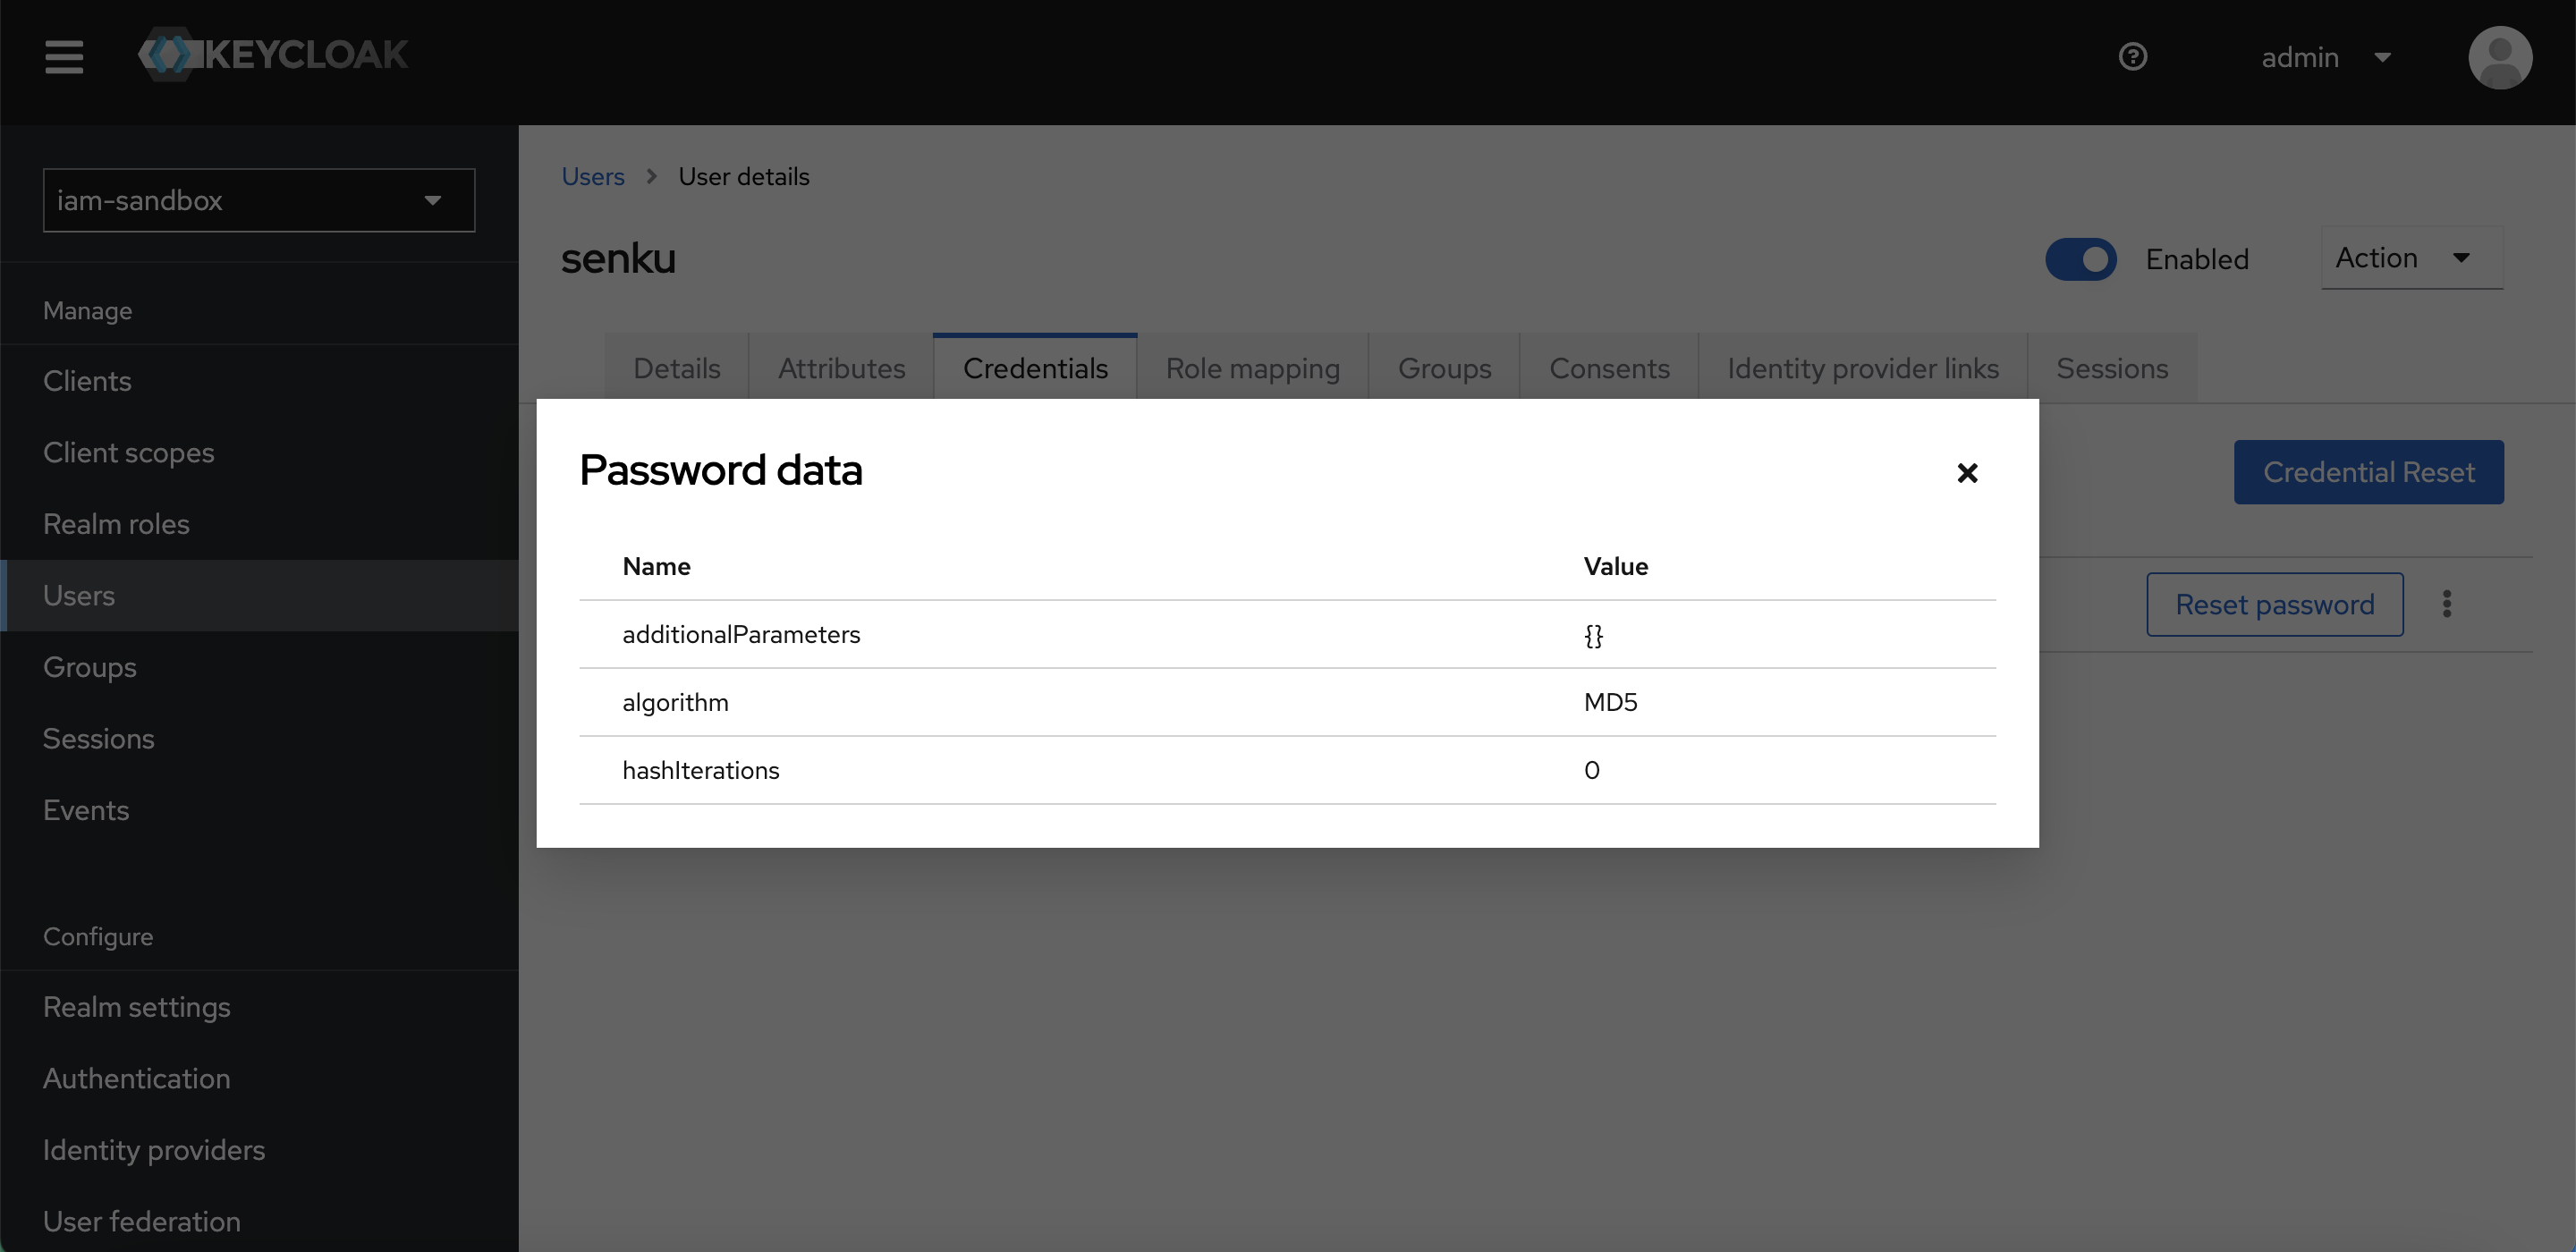 KEYCLOAK
admin
iam-sandbox
Manage
Clients
Client scopes
Realm roles
Users
Groups
Sessions
Events
Configure
Realm settings
Authentication
Identity providers
User federation
Users > User details
senku
Enabled
Action
Details Attributes Credentials Role mapping Groups Consents Identity provider links Sessions
Credential Reset
Reset password
Password data
Name Value
additionalParameters {}
algorithm MD5
hashIterations 0